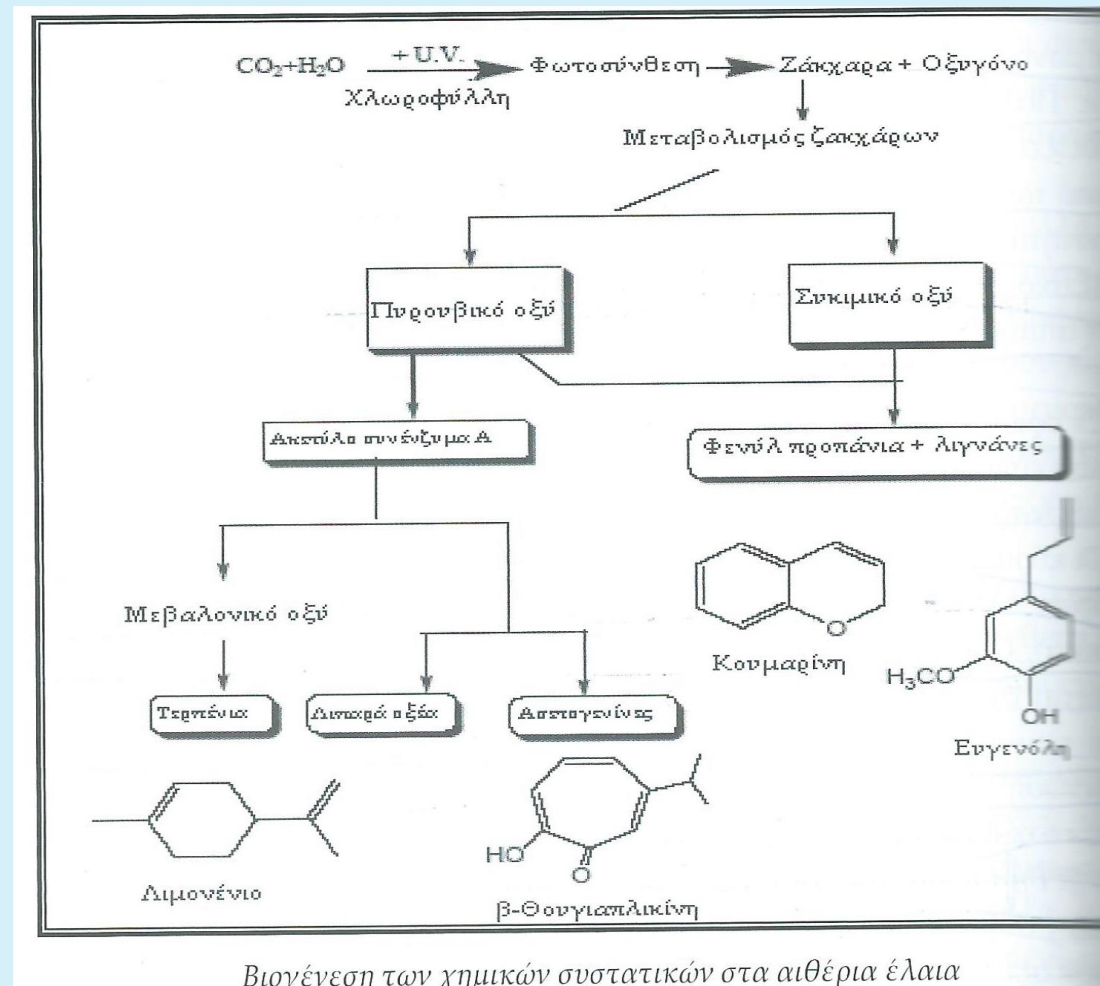 + U.V.
CO₂+H₂O Φωτοσύνθεση Ζάκχαρα + Οξυγόνο
Χλωροφύλλη
Μεταβολισμός ζακχάρων
Πυρουβικό οξύ Συκιμικό οξύ
Ακετύλο συνένζυμα Α Φενύλ προπάνια + λιγνάνες
Μεβαλονικό οξύ
Τερπένια Λιπαρά οξέα Ασετογενίνες
O
Κουμαρίνη
H₃CO
OH
Ευγενόλη
HO
O
Λιμονένιο
β-Θουγιαπλικίνη
Βιογένεση των χημικών συστατικών στα αιθέρια έλαια